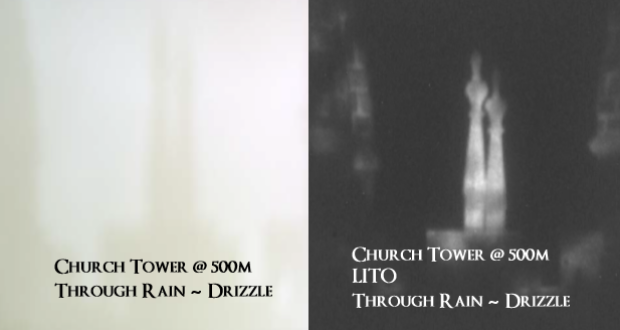 Church Tower @ 500m
Through Rain ~ Drizzle
Church Tower @ 500m
LITO
Through Rain ~ Drizzle